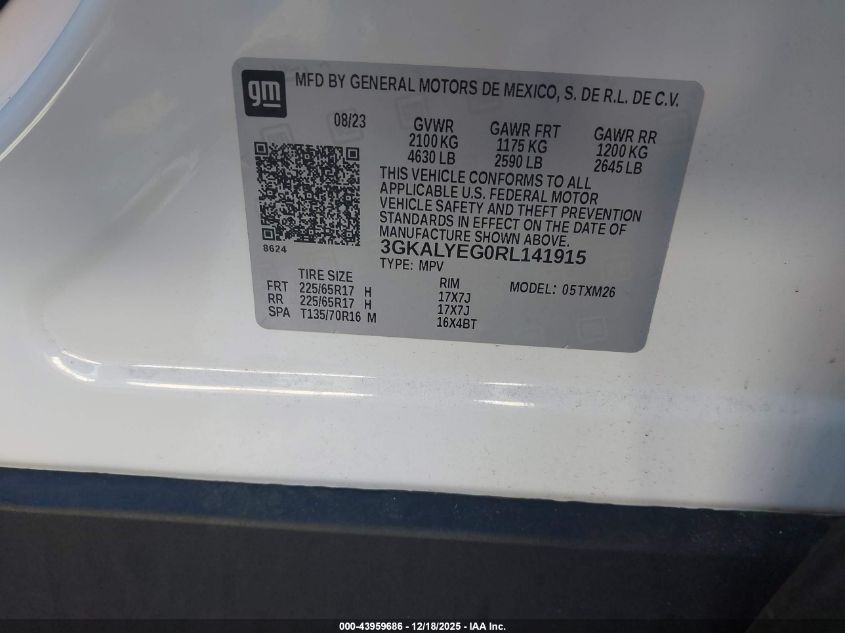 gm MFD BY GENERAL MOTORS DE MEXICO, S. DE R.L. DE C.V.
08/23 GVWR GAWR FRT GAWR RR
2100 KG 1175 KG 1200 KG
4630 LB 2590 LB 2645 LB
THIS VEHICLE CONFORMS TO ALL
APPLICABLE U.S. FEDERAL MOTOR
VEHICLE SAFETY AND THEFT PREVENTION
STANDARDS IN EFFECT ON THE DATE OF
MANUFACTURE SHOWN ABOVE.
8624 3GKALYEG0RL141915
TYPE: MPV
TIRE SIZE RIM MODEL: 05TXM26
FRT 225/65R17 H 17X7J
RR 225/65R17 H 17X7J
SPA T135/70R16 M 16X4BT
000-43959686 - 12/18/2025 - IAA Inc.